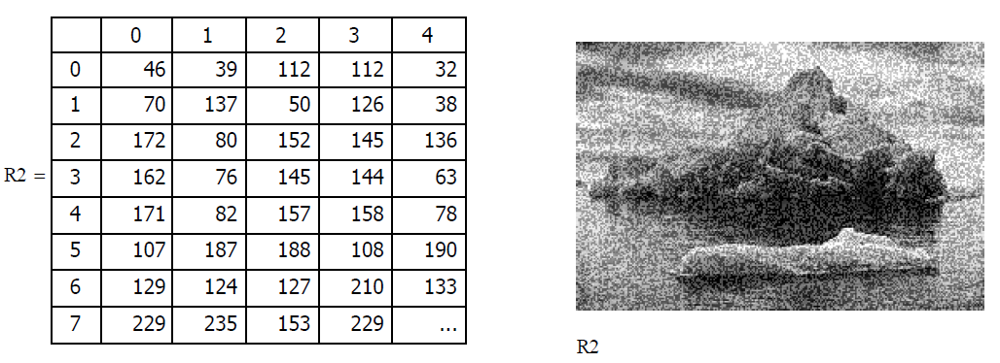 0 1 2 3 4
0 46 39 112 112 32
1 70 137 50 126 38
2 172 80 152 145 136
R2 = 3 162 76 145 144 63
4 171 82 157 158 78
5 107 187 188 108 190
6 129 124 127 210 133
7 229 235 153 229 ...
R2